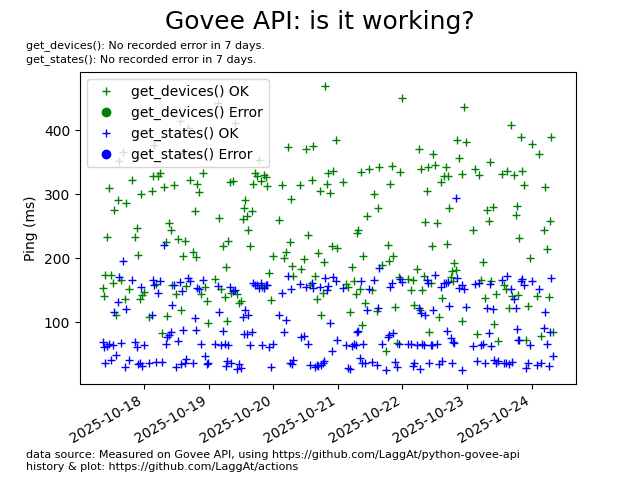 Govee API: is it working?
get_devices(): No recorded error in 7 days.
get_states(): No recorded error in 7 days.
get_devices() OK
get_devices() Error
get_states() OK
get_states() Error
Ping (ms)
400
300
200
100
2025-10-18
2025-10-19
2025-10-20
2025-10-21
2025-10-22
2025-10-23
2025-10-24
data source: Measured on Govee API, using https://github.com/LaggAt/python-govee-api
history & plot: https://github.com/LaggAt/actions